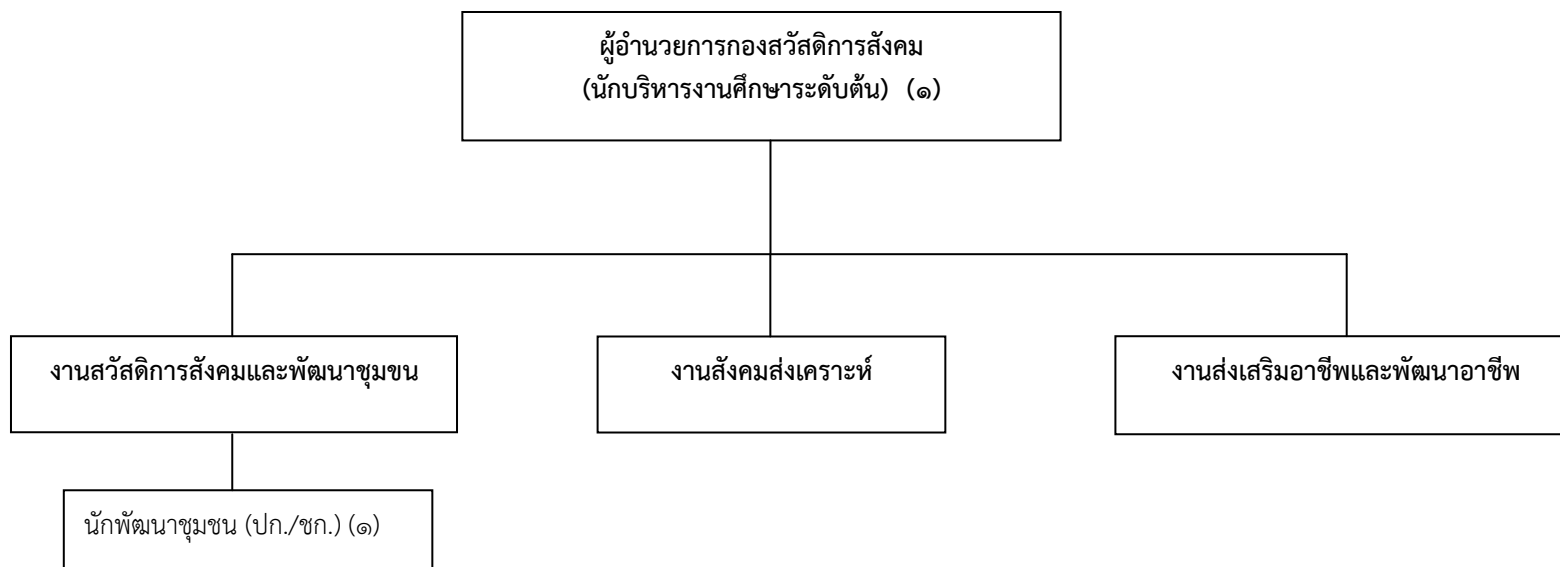 ผู้อำนวยการกองสวัสดิการสังคม
(นักบริหารงานศึกษาระดับต้น) (๑)
งานสวัสดิการสังคมและพัฒนาชุมขน
งานสังคมส่งเคราะห์
งานส่งเสริมอาชีพและพัฒนาอาชีพ
นักพัฒนาชุมชน (ปก./ชก.) (๑)